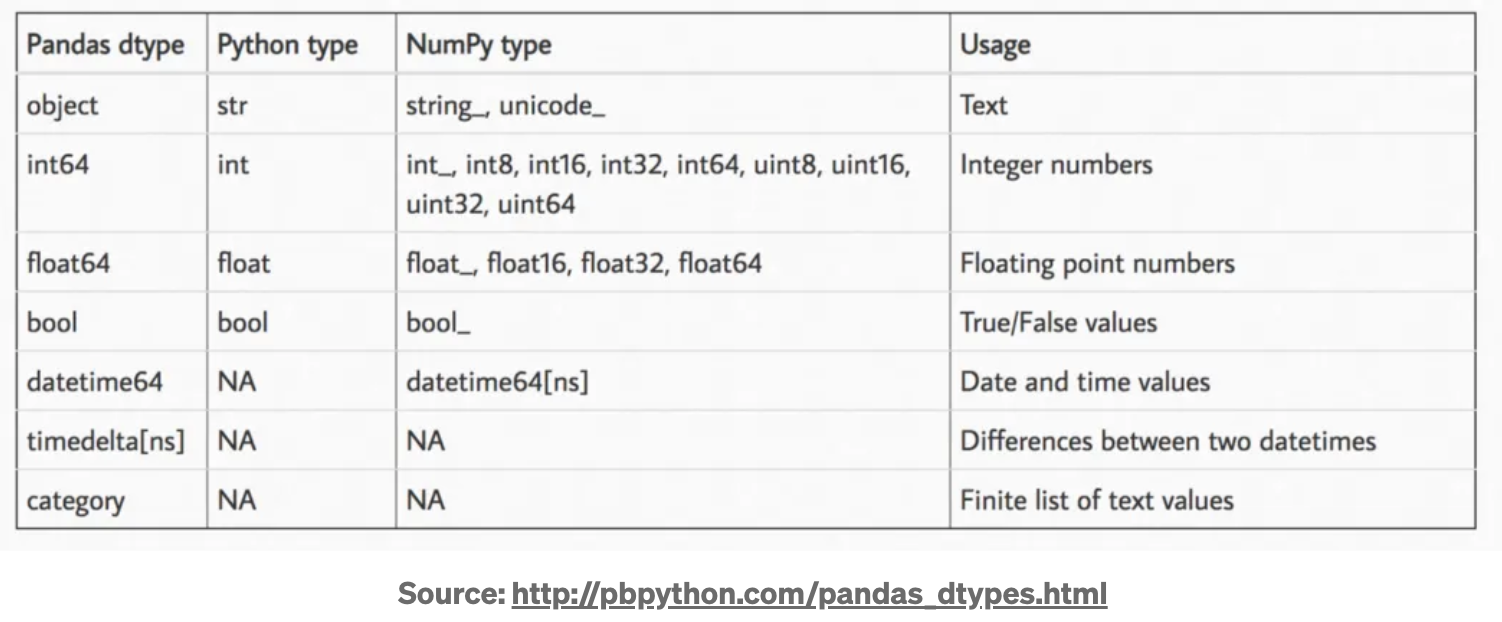 Pandas dtype Python type NumPy type Usage
object str string_, unicode_ Text
int64 int int_, int8, int16, int32, int64, uint8, uint16, Integer numbers
uint32, uint64
float64 float float_, float16, float32, float64 Floating point numbers
bool bool bool_ True/False values
datetime64 NA datetime64[ns] Date and time values
timedelta[ns] NA NA Differences between two datetimes
category NA NA Finite list of text values
Source: http://pbpython.com/pandas_dtypes.html